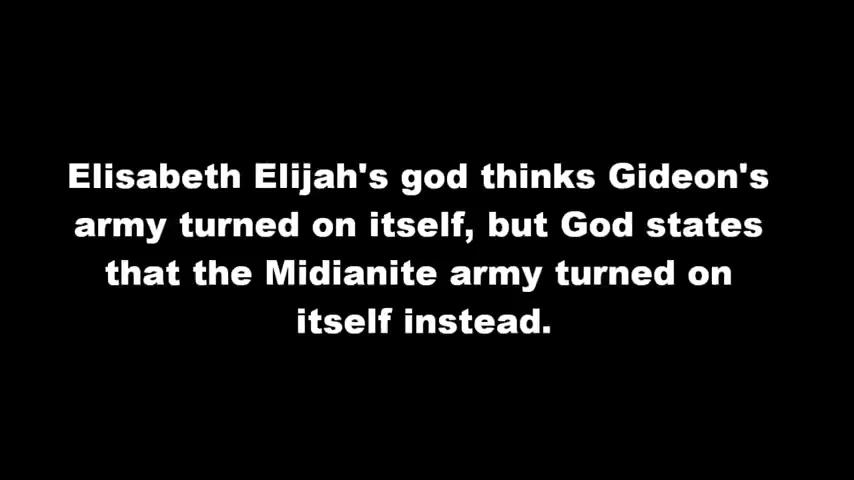 Elisabeth Elijah's god thinks Gideon's
army turned on itself, but God states
that the Midianite army turned on
itself instead.